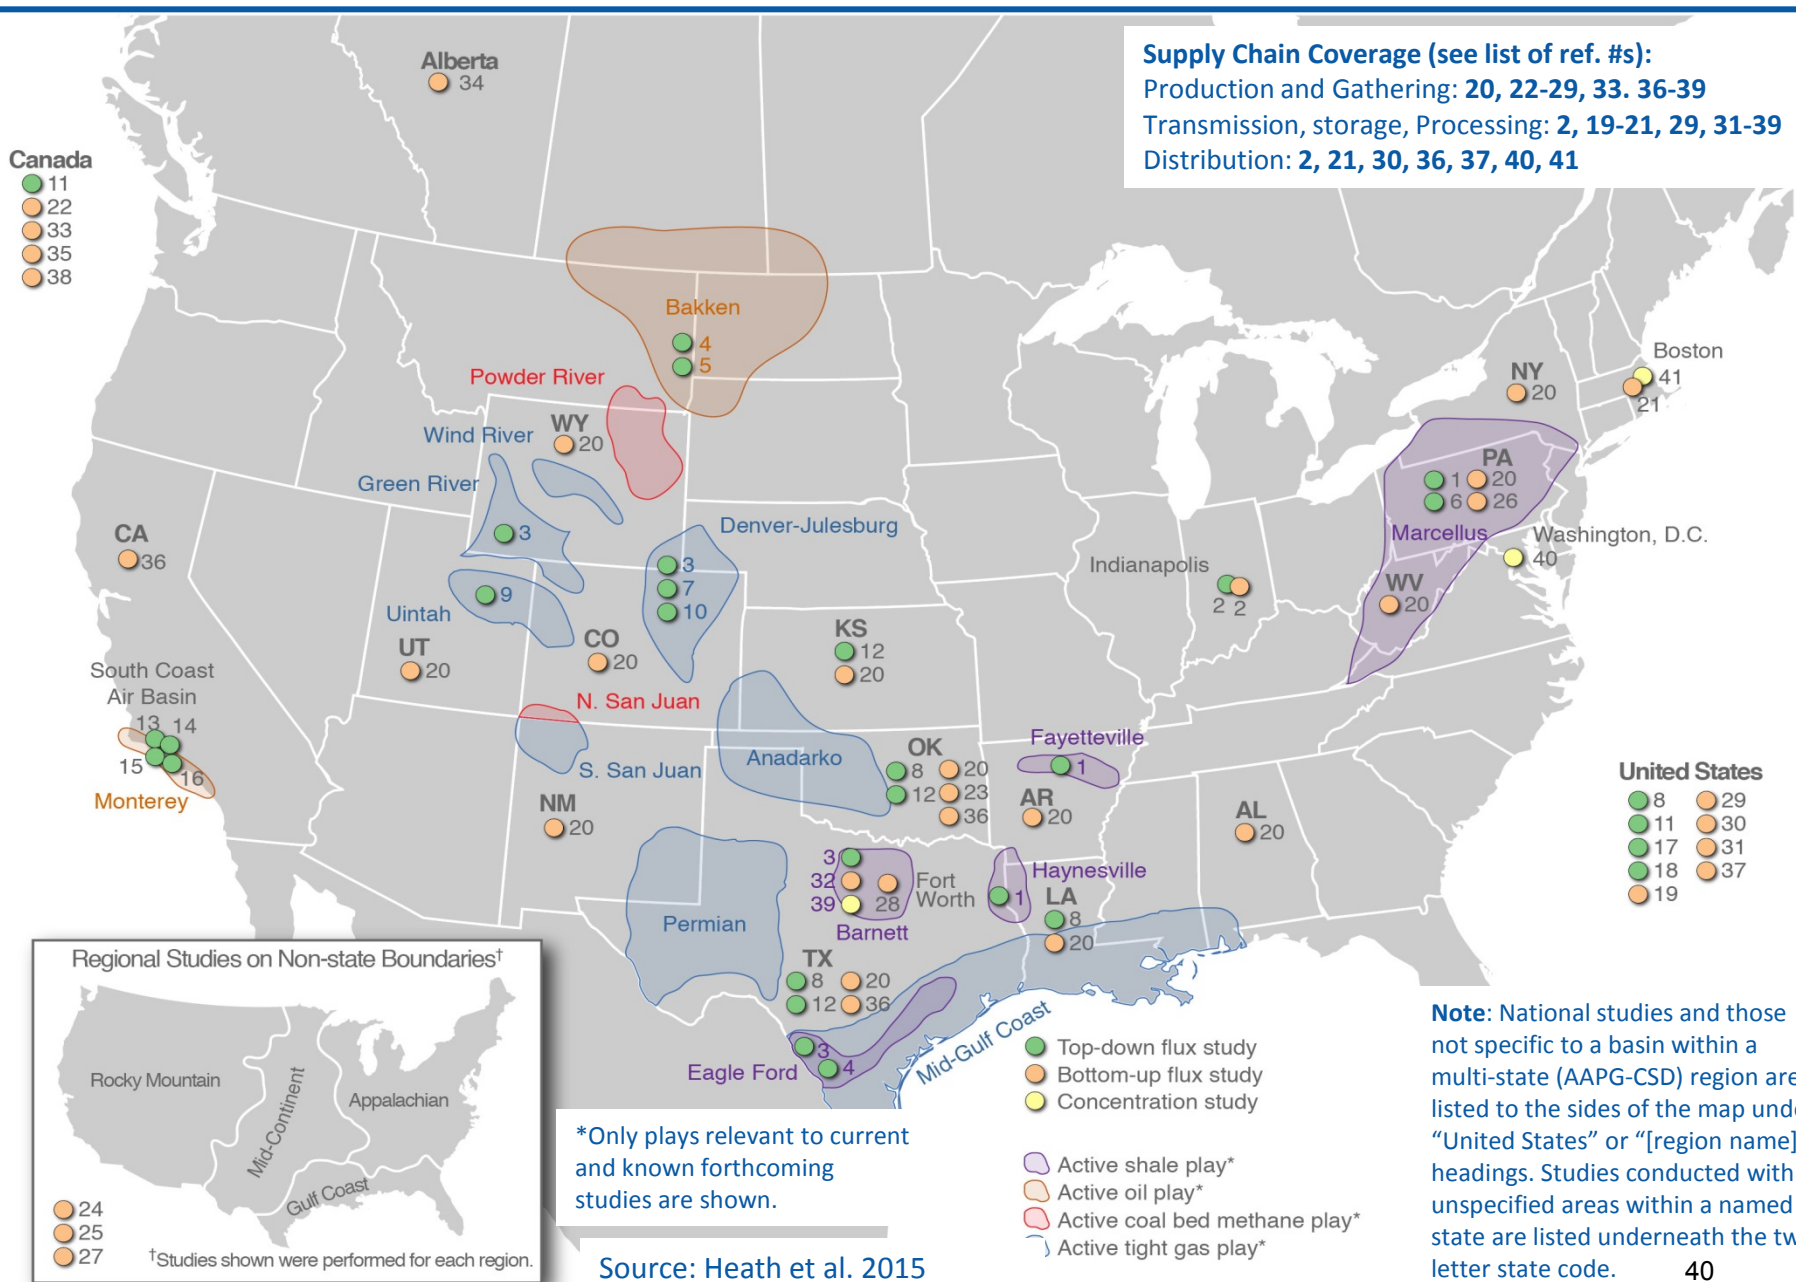 Supply Chain Coverage (see list of ref. #s):
Production and Gathering: 20, 22-29, 33. 36-39
Transmission, storage, Processing: 2, 19-21, 29, 31-39
Distribution: 2, 21, 30, 36, 37, 40, 41
Alberta
34
Canada
11
22
33
35
38
Bakken
4
5
Powder River
WY
20
Wind River
Green River
3
Denver-Julesburg
3
7
10
Uintah
9
UT
20
CO
20
CA
36
South Coast
Air Basin
13 14
15
16
Monterey
N. San Juan
S. San Juan
NM
20
KS
12
20
Anadarko
OK
8 20
12 23
36
Fayetteville
1
AR
20
AL
20
Indianapolis
2 2
NY
20
Boston
41
21
PA
1 20
6 26
Marcellus
Washington, D.C.
40
WV
20
United States
8 29
11 30
17 31
18 37
19
Permian
3
32
39
28
Fort
Worth
Barnett
Haynesville
1
LA
8
20
TX
8 20
12 36
Eagle Ford
3
4
Mid-Gulf Coast
Regional Studies on Non-state Boundaries†
Rocky Mountain
Mid-Continent
Appalachian
Gulf Coast
24
25
27
†Studies shown were performed for each region.
*Only plays relevant to current
and known forthcoming
studies are shown.
Source: Heath et al. 2015
Top-down flux study
Bottom-up flux study
Concentration study
Active shale play*
Active oil play*
Active coal bed methane play*
Active tight gas play*
Note: National studies and those
not specific to a basin within a
multi-state (AAPG-CSD) region are
listed to the sides of the map unde
"United States" or "[region name]
headings. Studies conducted with
unspecified areas within a named
state are listed underneath the tw
letter state code.
40